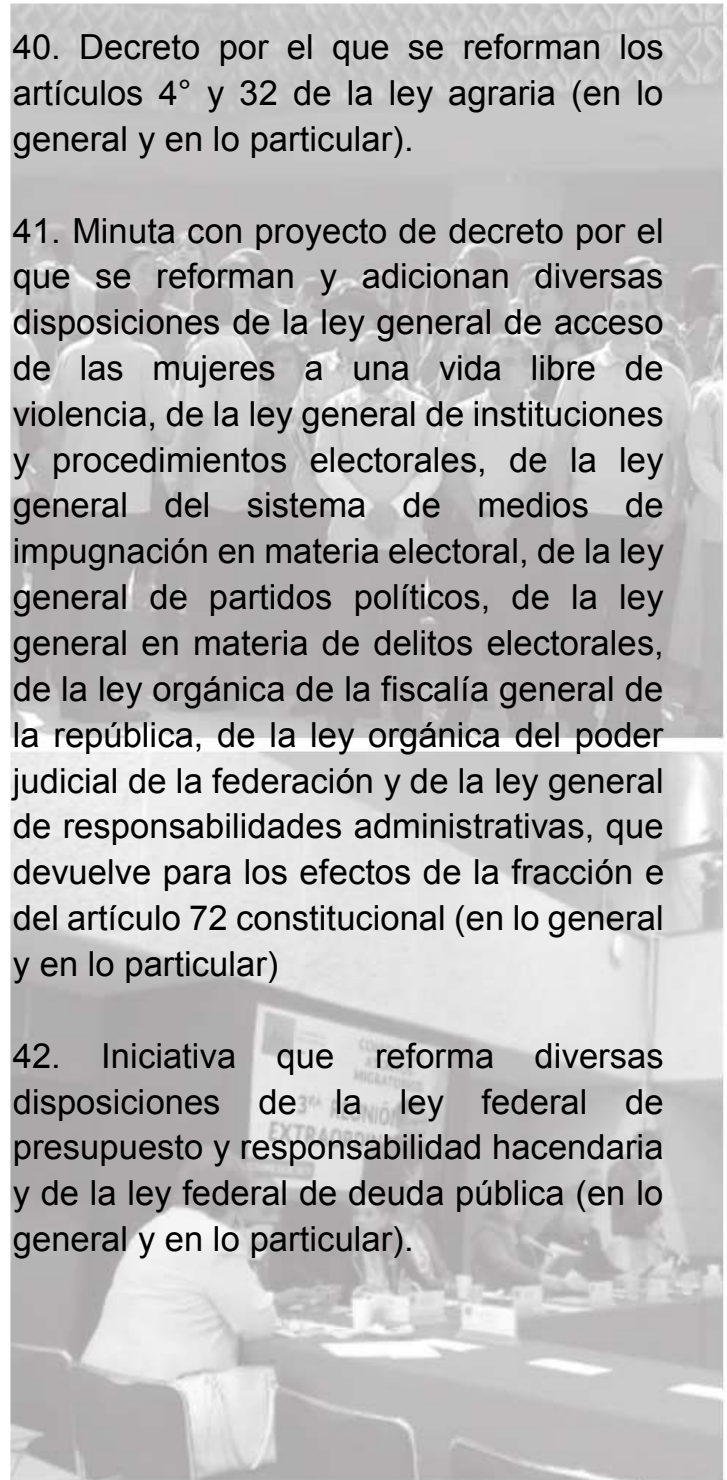 40. Decreto por el que se reforman los
artículos 4° y 32 de la ley agraria (en lo
general y en lo particular).
41. Minuta con proyecto de decreto por el
que se reforman y adicionan diversas
disposiciones de la ley general de acceso
de las mujeres a una vida libre de
violencia, de la ley general de instituciones
y procedimientos electorales, de la ley
general del sistema de medios de
impugnación en materia electoral, de la ley
general de partidos políticos, de la ley
general en materia de delitos electorales,
de la ley orgánica de la fiscalía general de
la república, de la ley orgánica del poder
judicial de la federación y de la ley general
de responsabilidades administrativas, que
devuelve para los efectos de la fracción e
del artículo 72 constitucional (en lo general
y en lo particular)
42. Iniciativa que reforma diversas
disposiciones de la ley federal de
presupuesto y responsabilidad hacendaria
y de la ley federal de deuda pública (en lo
general y en lo particular).
MIGRATORIOS
3RA REUNIÓN